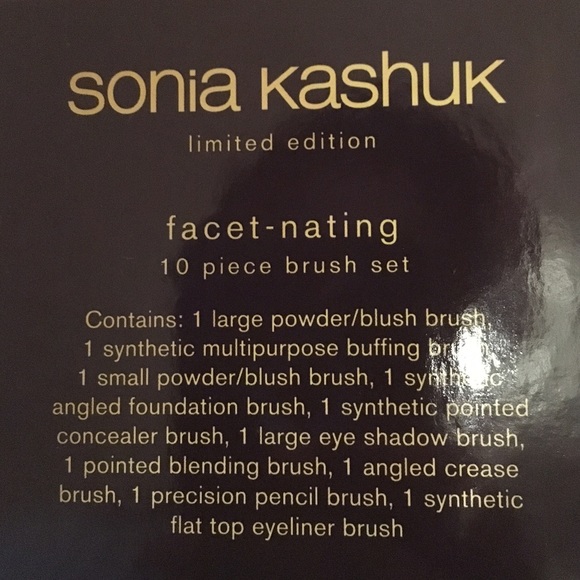 sonia kashuk
limited edition
facet-nating
10 piece brush set
Contains: 1 large powder/blush brush
1 synthetic multipurpose buffing brush
1 small powder/blush brush, 1 synthetic
angled foundation brush, 1 synthetic pointed
concealer brush, 1 large eye shadow brush,
1 pointed blending brush, 1 angled crease
brush, 1 precision pencil brush, 1 synthetic
flat top eyeliner brush